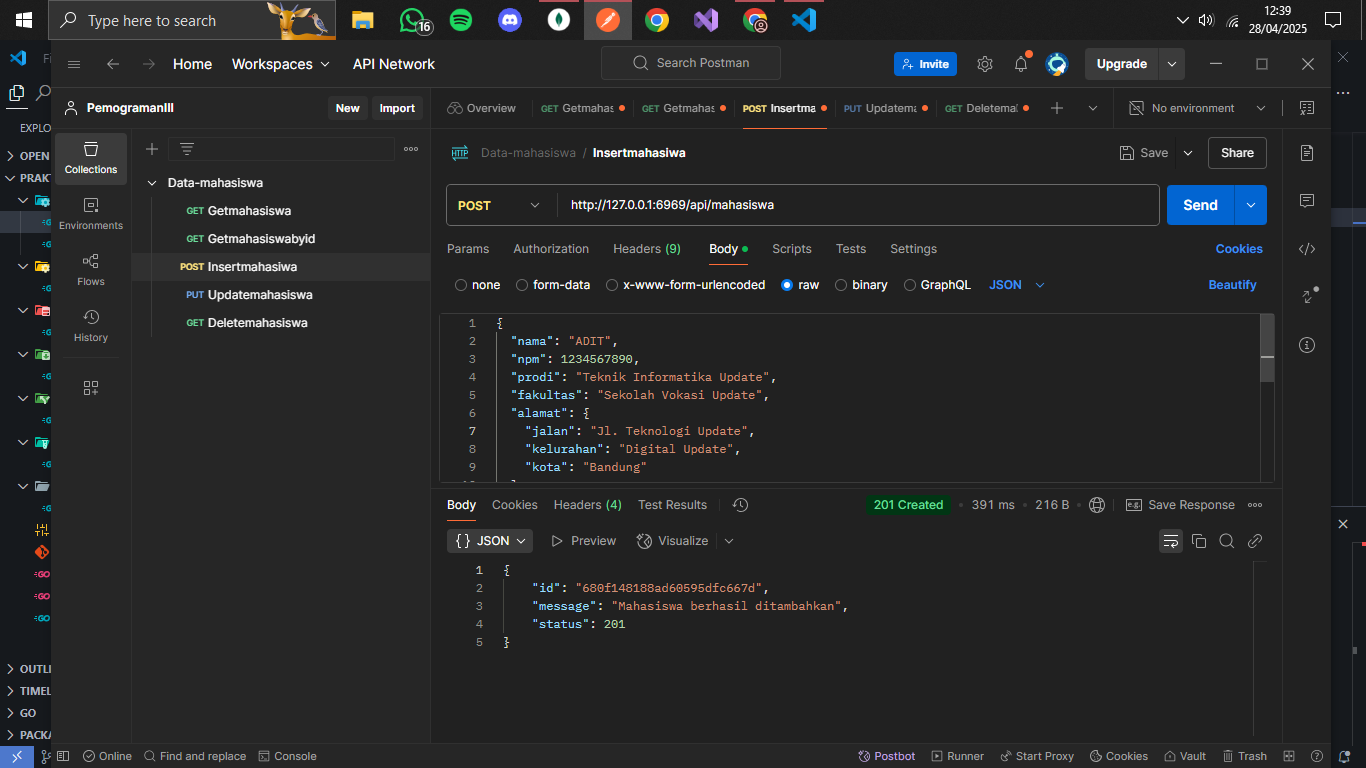 Type here to search
16
12:39
28/04/2025
Home Workspaces API Network Search Postman Invite Upgrade
PemogramanIII New Import
Overview GET Getmahas GET Getmahas POST Insertma PUT Updatema GET Deletemal No environment
EXPLO
OPEN
PRAKT
OUTLI
TIMEL
GO
PACKA
Collections
Environments
Flows
History
Data-mahasiswa
GET Getmahasiswa
GET Getmahasiswabyid
POST Insertmahasiwa
PUT Updatemahasiswa
GET Deletemahasiswa
HTTP Data-mahasiswa / Insertmahasiwa Save Share
POST http://127.0.0.1:6969/api/mahasiswa Send
Params Authorization Headers (9) Body Scripts Tests Settings Cookies
none form-data x-www-form-urlencoded raw binary GraphQL JSON Beautify
1 {
2 "nama": "ADIT",
3 "npm": 1234567890,
4 "prodi": "Teknik Informatika Update",
5 "fakultas": "Sekolah Vokasi Update",
6 "alamat": {
7 "jalan": "Jl. Teknologi Update",
8 "kelurahan": "Digital Update",
9 "kota": "Bandung"
Body Cookies Headers (4) Test Results 201 Created • 391 ms • 216 B e.g. Save Response
{} JSON Preview Visualize
1 {
2 "id": "680f148188ad60595dfc667d",
3 "message": "Mahasiswa berhasil ditambahkan",
4 "status": 201
5 }
Online Find and replace Console Postbot Runner Start Proxy Cookies Vault Trash